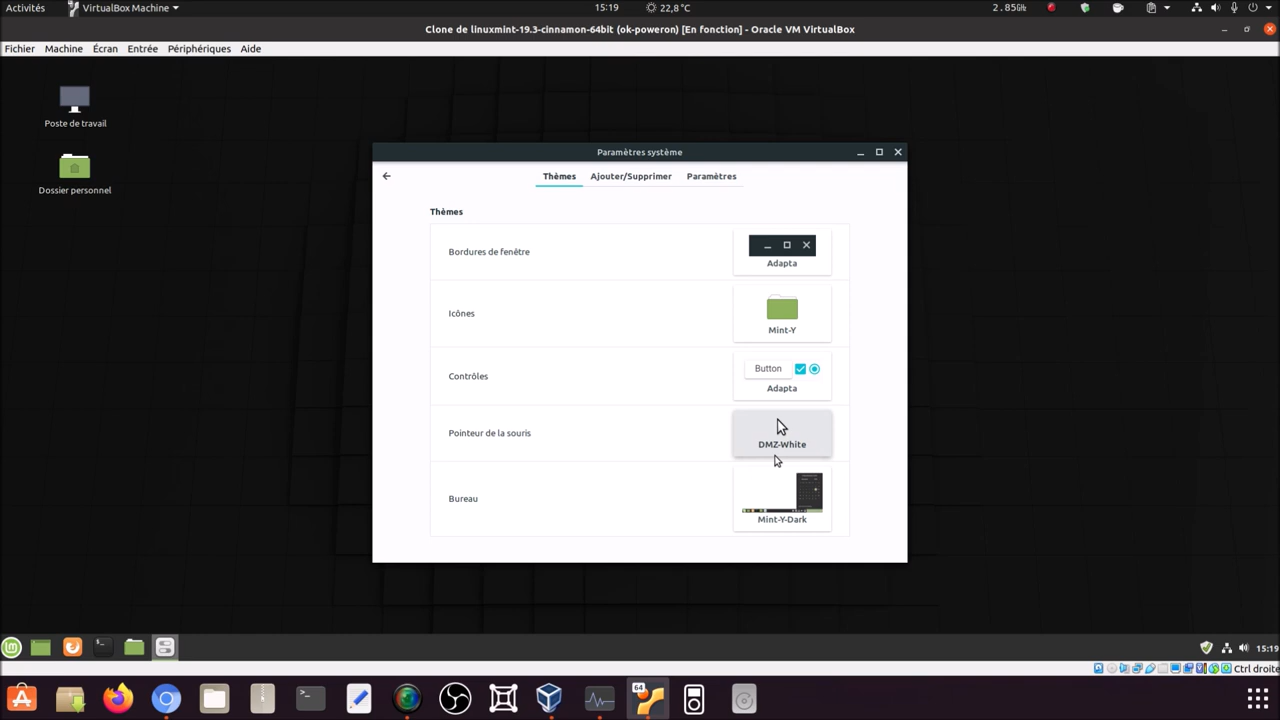 Activités VirtualBox Machine 15:19 22,8°C 2.85GHz
Clone de linuxmint-19.3-cinnamon-64bit (ok-poweron) [En fonction] - Oracle VM VirtualBox
Fichier Machine Écran Entrée Périphériques Aide
Poste de travail
Dossier personnel
Paramètres système
Thèmes Ajouter/Supprimer Paramètres
Thèmes
Bordures de fenêtre
Adapta
Icônes
Mint-Y
Contrôles
Button
Adapta
Pointeur de la souris
DMZ-White
Bureau
Mint-Y-Dark
15:19
Ctrl droite
64